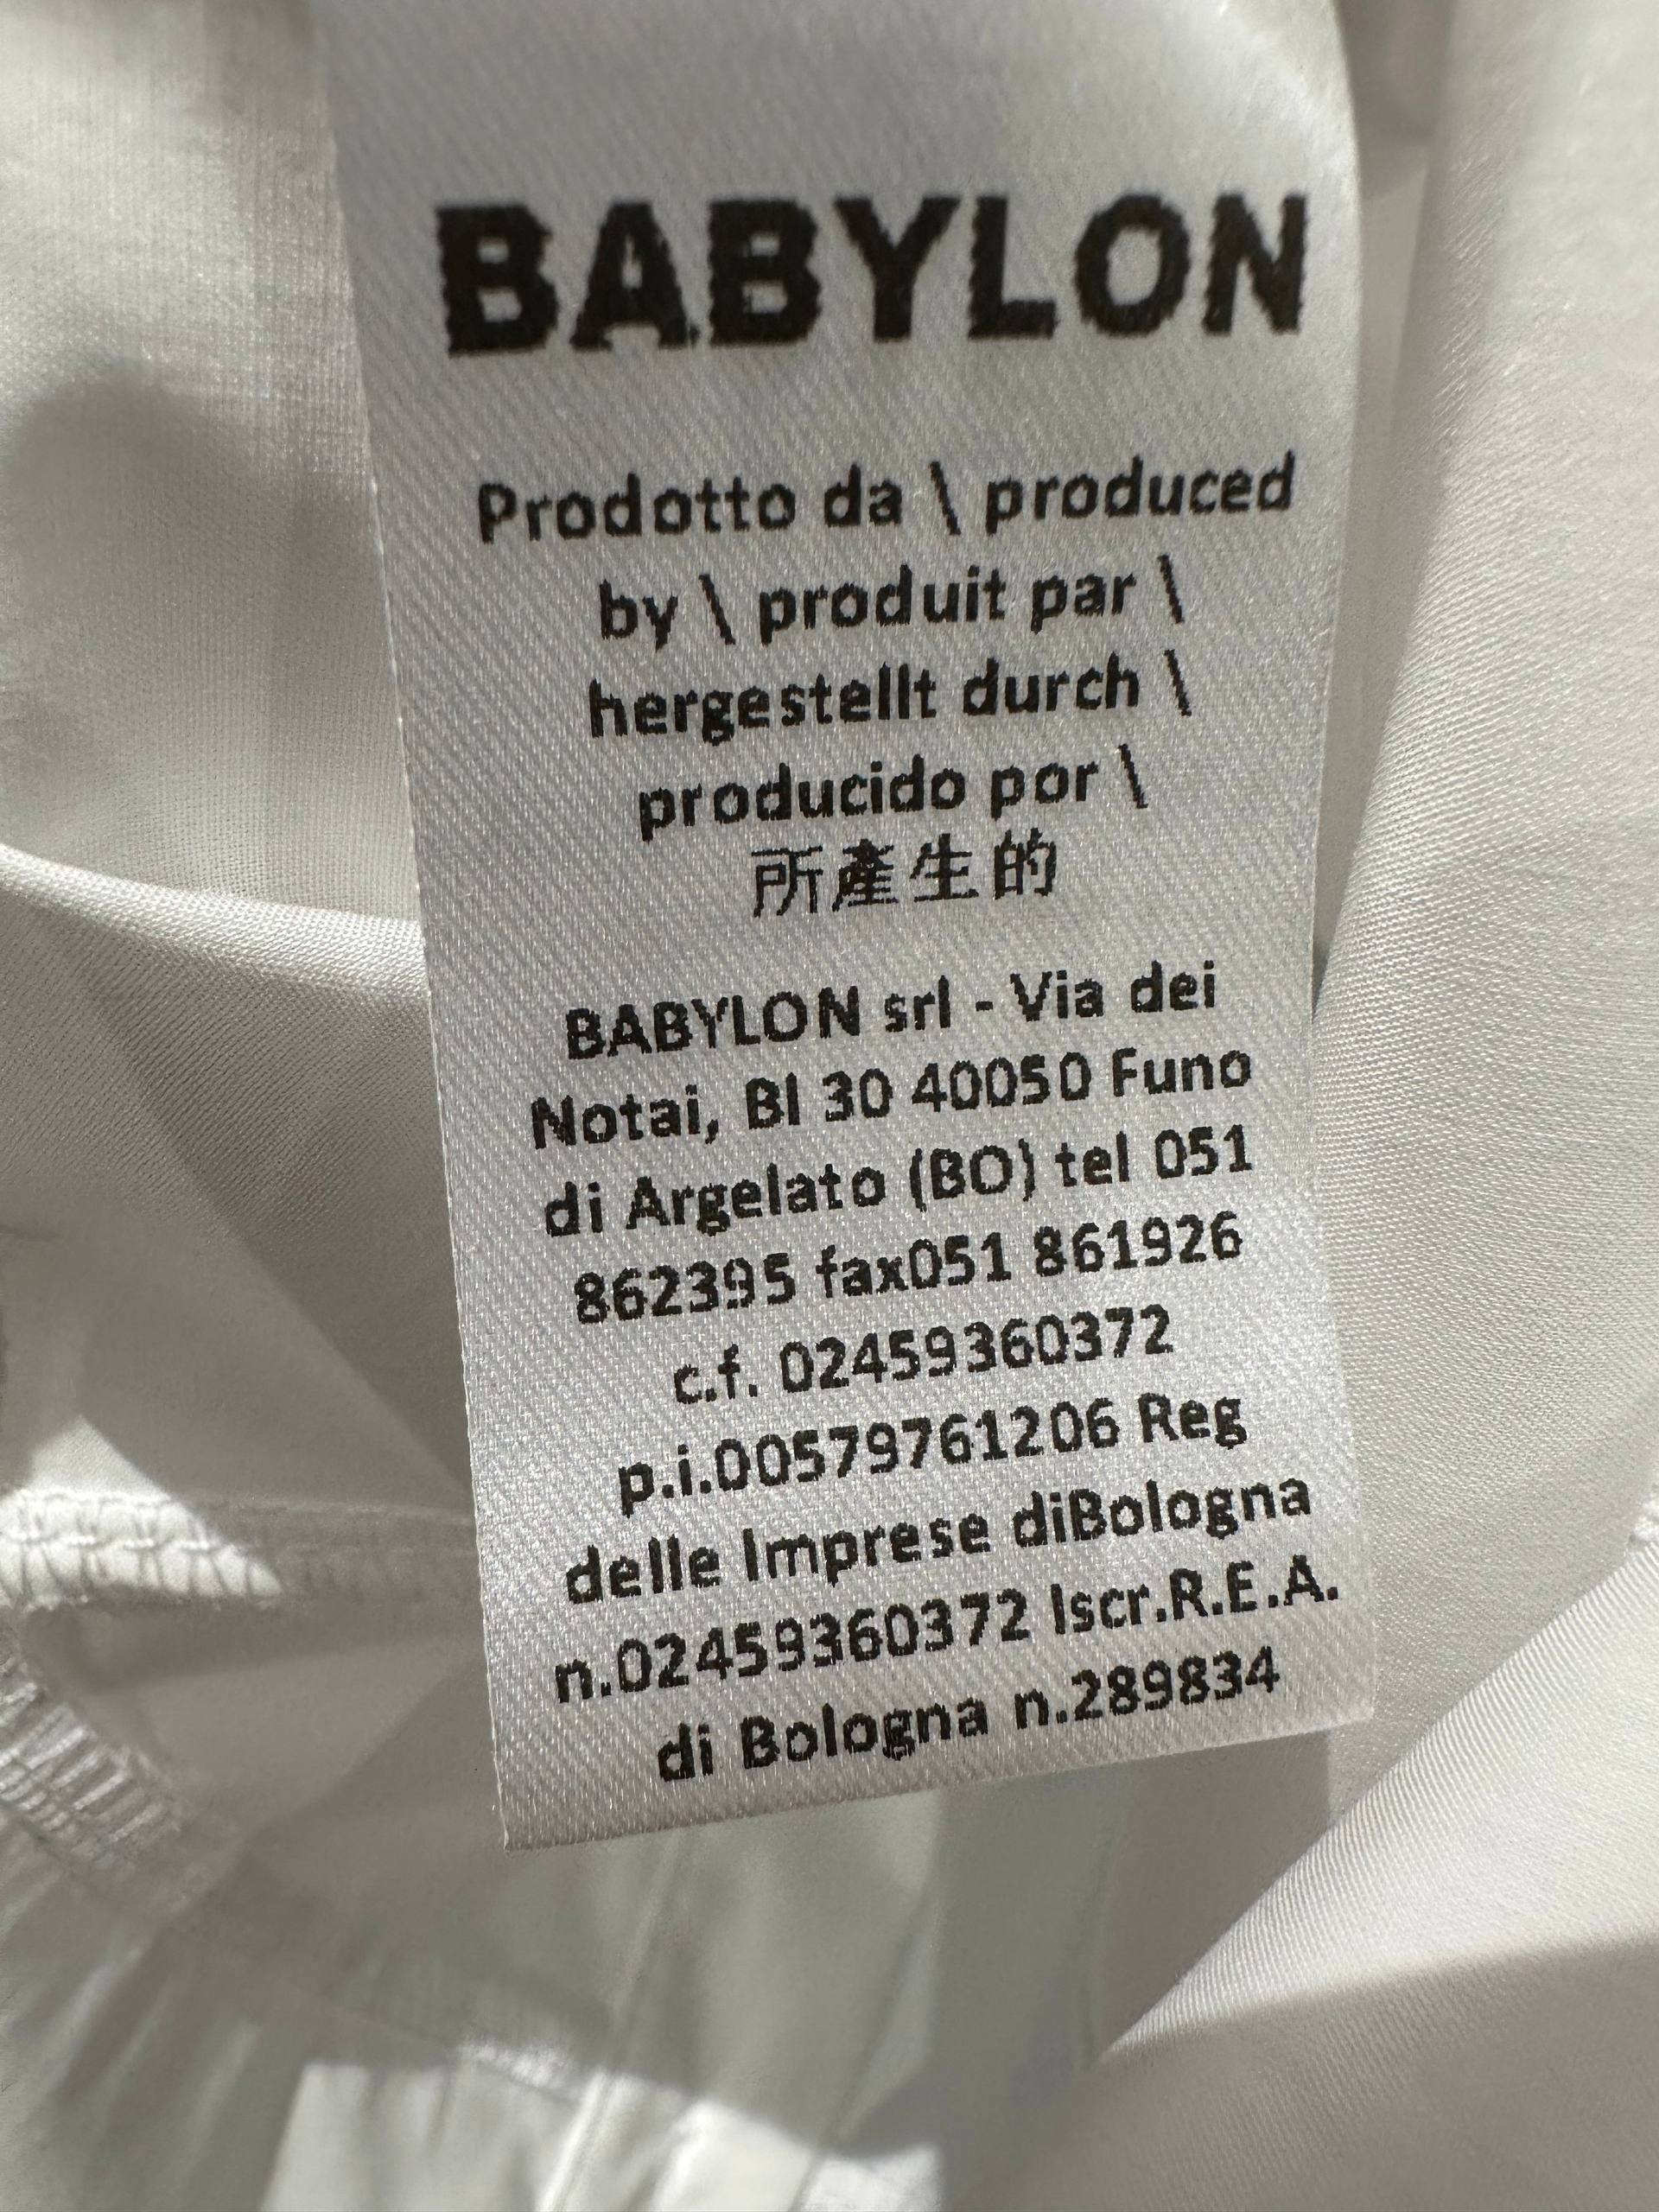 BABYLON
Prodotto da \ produced
by \ produit par \
hergestellt durch \
producido por \
所產生的
BABYLON srl - Via dei
Notai, Bl 30 40050 Funo
di Argelato (BO) tel 051
862395 fax051 861926
c.f. 02459360372
p.i.00579761206 Reg
delle Imprese diBologna
n.02459360372 Iscr.R.E.A.
di Bologna n.289834